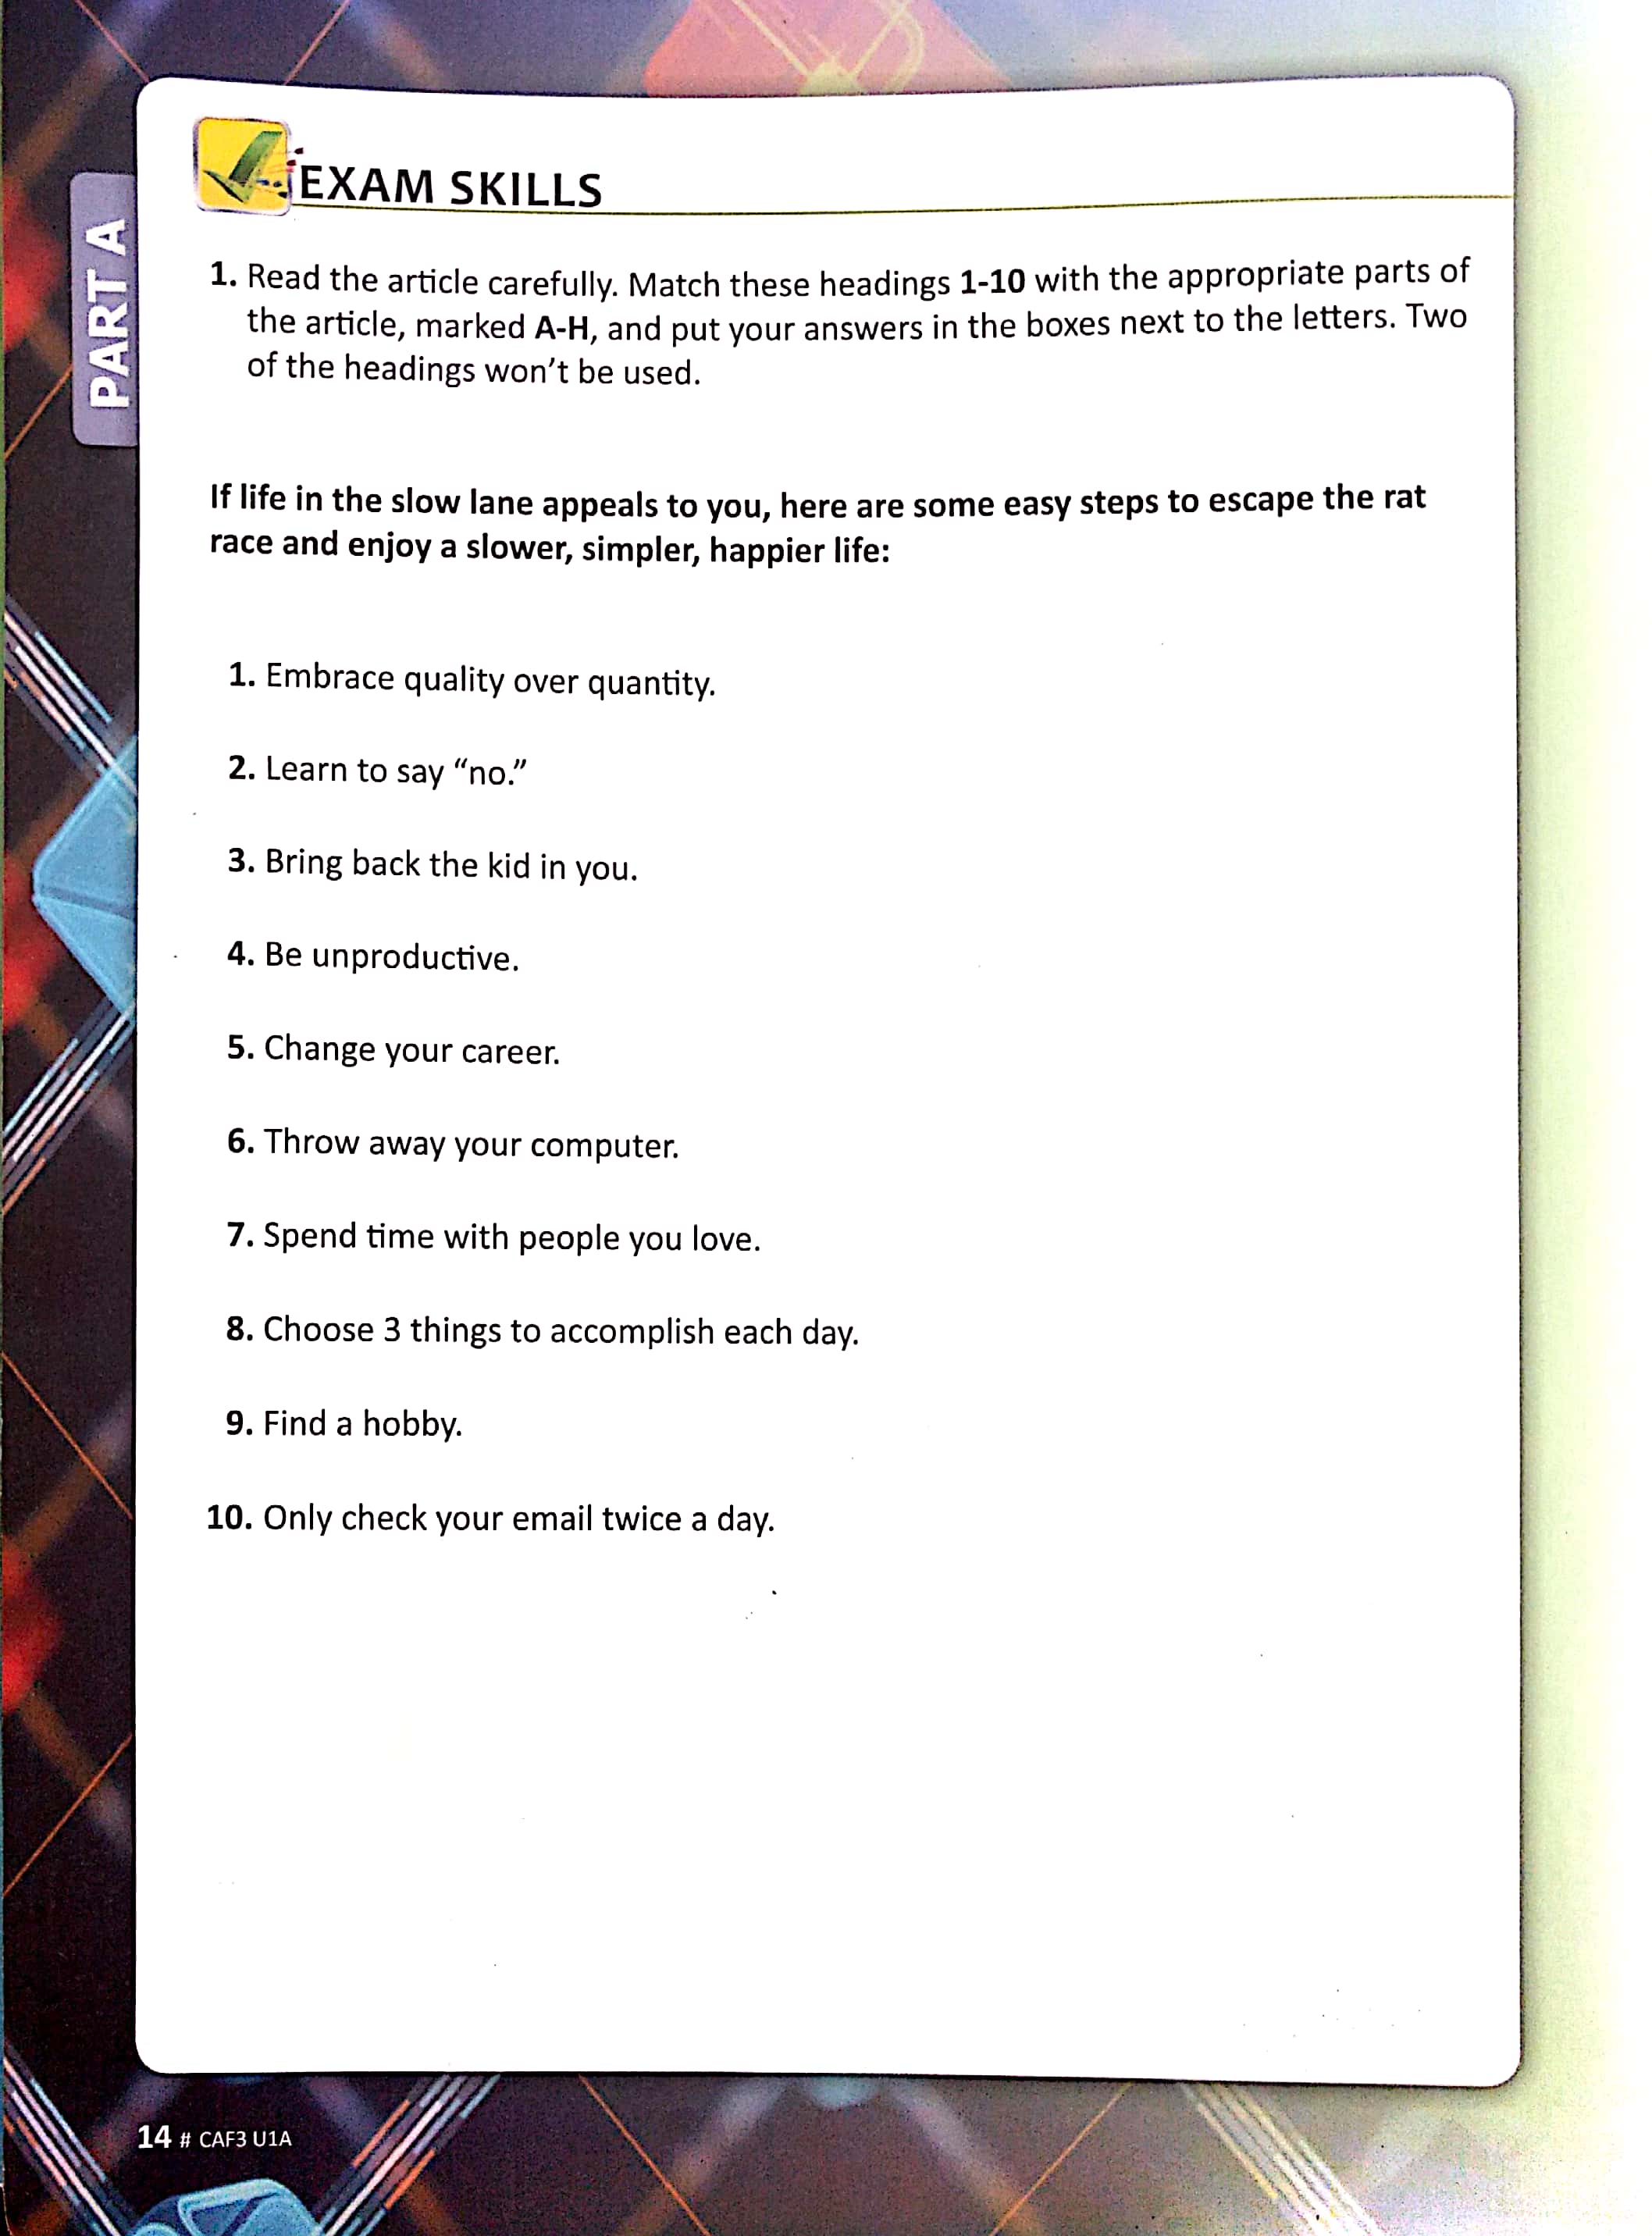 PART A
EXAM SKILLS
1. Read the article carefully. Match these headings 1-10 with the appropriate parts of
the article, marked A-H, and put your answers in the boxes next to the letters. Two
of the headings won’t be used.
If life in the slow lane appeals to you, here are some easy steps to escape the rat
race and enjoy a slower, simpler, happier life:
1. Embrace quality over quantity.
2. Learn to say “no.”
3. Bring back the kid in you.
4. Be unproductive.
5. Change your career.
6. Throw away your computer.
7. Spend time with people you love.
8. Choose 3 things to accomplish each day.
9. Find a hobby.
10. Only check your email twice a day.
14 # CAF3 U1A